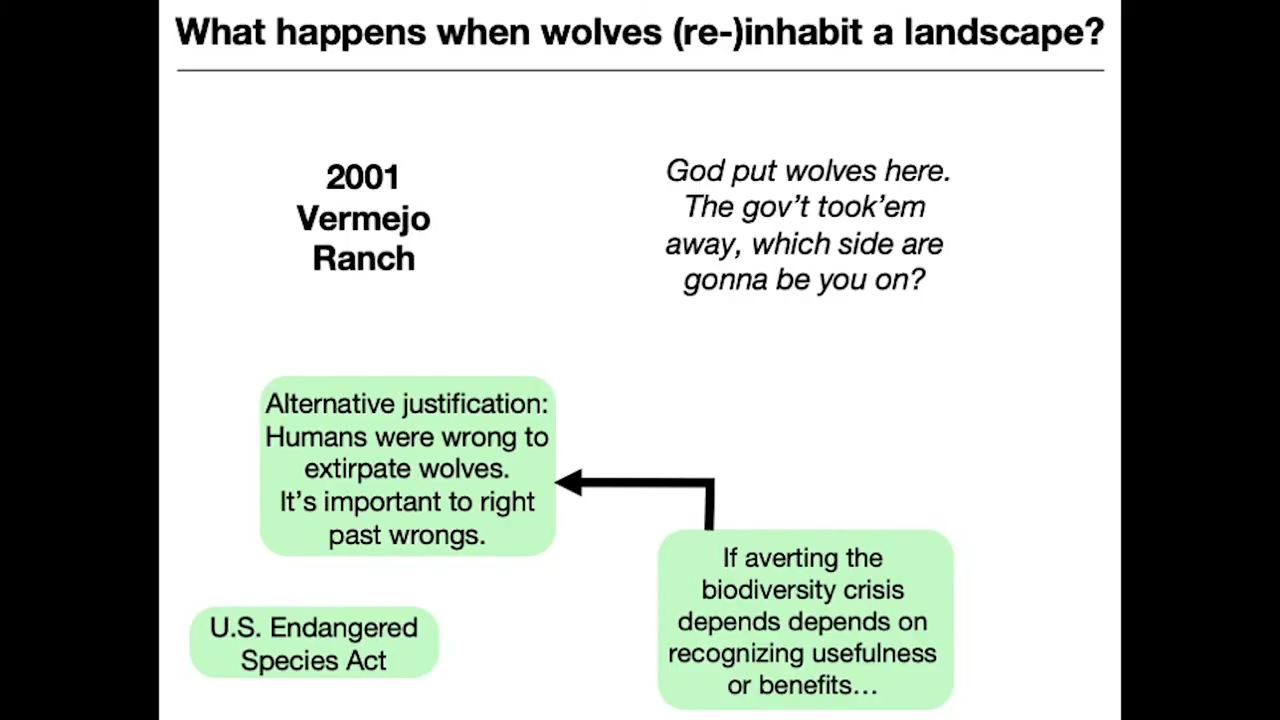 What happens when wolves (re-)inhabit a landscape?
2001
Vermejo
Ranch
God put wolves here.
The gov’t took’em
away, which side are
gonna be you on?
Alternative justification:
Humans were wrong to
extirpate wolves.
It’s important to right
past wrongs.
If averting the
biodiversity crisis
depends depends on
recognizing usefulness
or benefits…
U.S. Endangered
Species Act